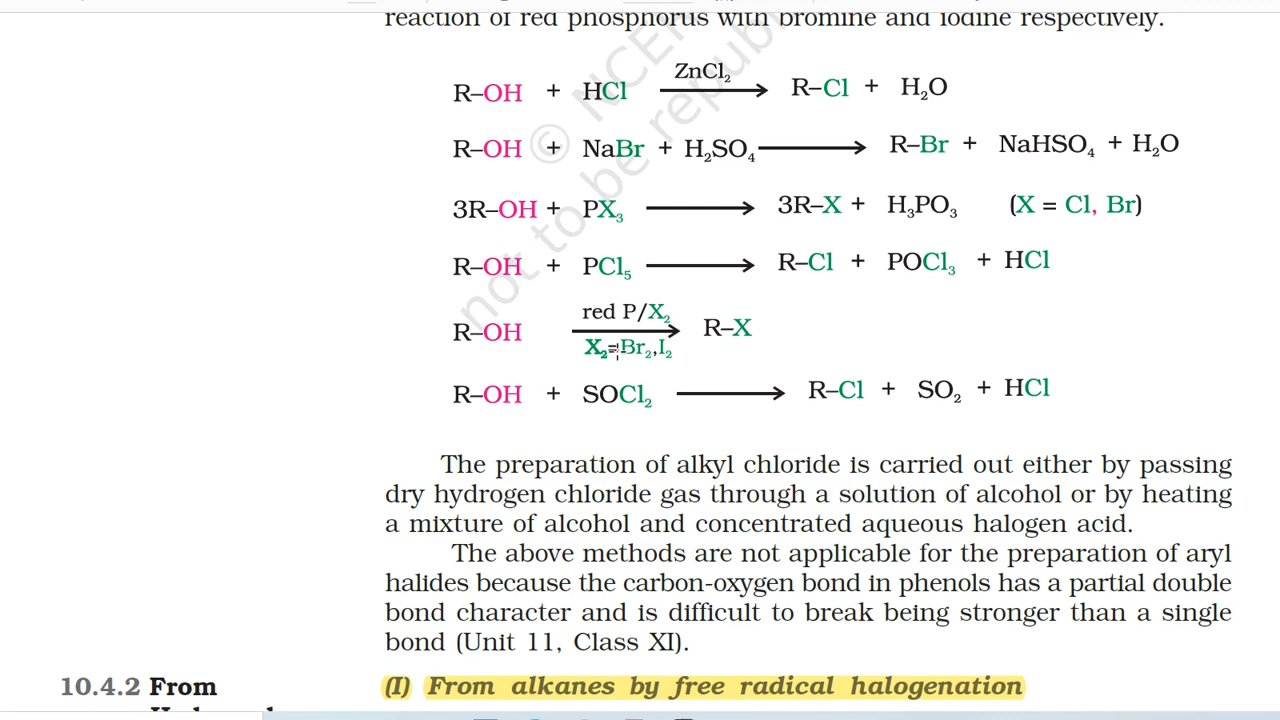 reaction of red phosphorus with bromine and iodine respectively.
R–OH + HCl ZnCl₂ → R–Cl + H₂O
R–OH + NaBr + H₂SO₄ → R–Br + NaHSO₄ + H₂O
3R–OH + PX₃ → 3R–X + H₃PO₃ (X = Cl, Br)
R–OH + PCl₅ → R–Cl + POCl₃ + HCl
red P/X₂
R–OH → R–X
X₂=Br₂,I₂
R–OH + SOCl₂ → R–Cl + SO₂ + HCl
The preparation of alkyl chloride is carried out either by passing
dry hydrogen chloride gas through a solution of alcohol or by heating
a mixture of alcohol and concentrated aqueous halogen acid.
The above methods are not applicable for the preparation of aryl
halides because the carbon-oxygen bond in phenols has a partial double
bond character and is difficult to break being stronger than a single
bond (Unit 11, Class XI).
10.4.2 From (I) From alkanes by free radical halogenation
© NCE
not to be republ